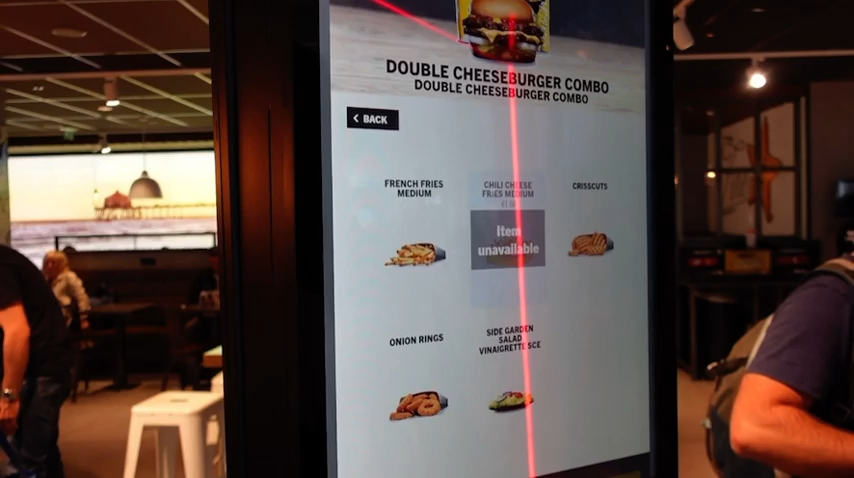 DOUBLE CHEESEBURGER COMBO
DOUBLE CHEESEBURGER COMBO
BACK
FRENCH FRIES
MEDIUM
CHILI CHEESE
FRIES MEDIUM
Item
unavailable
CRISSCUTS
ONION RINGS
SIDE GARDEN
SALAD
VINAIGRETTE SCE